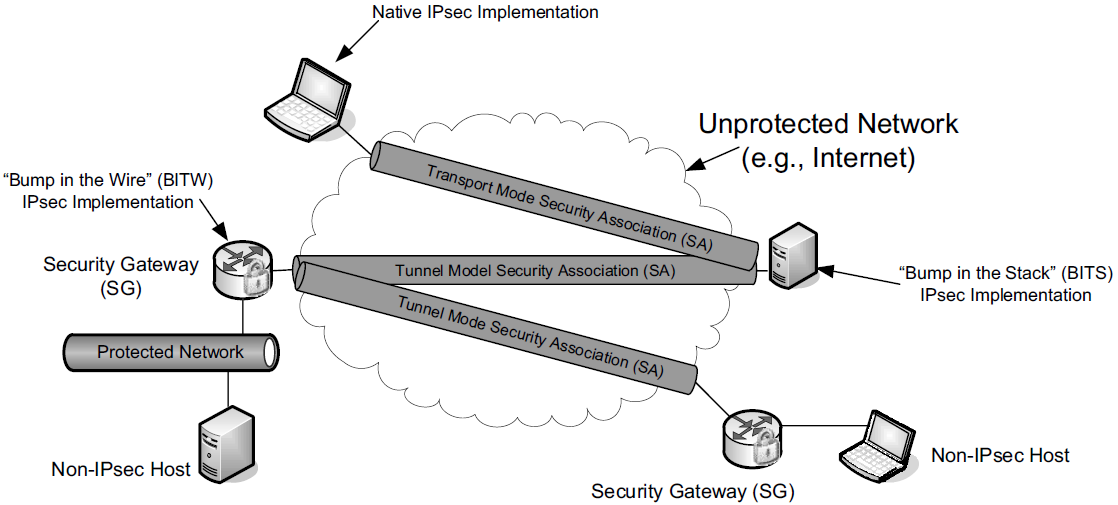 Native IPsec Implementation
Unprotected Network
(e.g., Internet)
Transport Mode Security Association (SA)
“Bump in the Wire” (BITW)
IPsec Implementation
Security Gateway
(SG)
Tunnel Model Security Association (SA)
“Bump in the Stack” (BITS)
IPsec Implementation
Tunnel Mode Security Association (SA)
Protected Network
Non-IPsec Host
Non-IPsec Host
Security Gateway (SG)